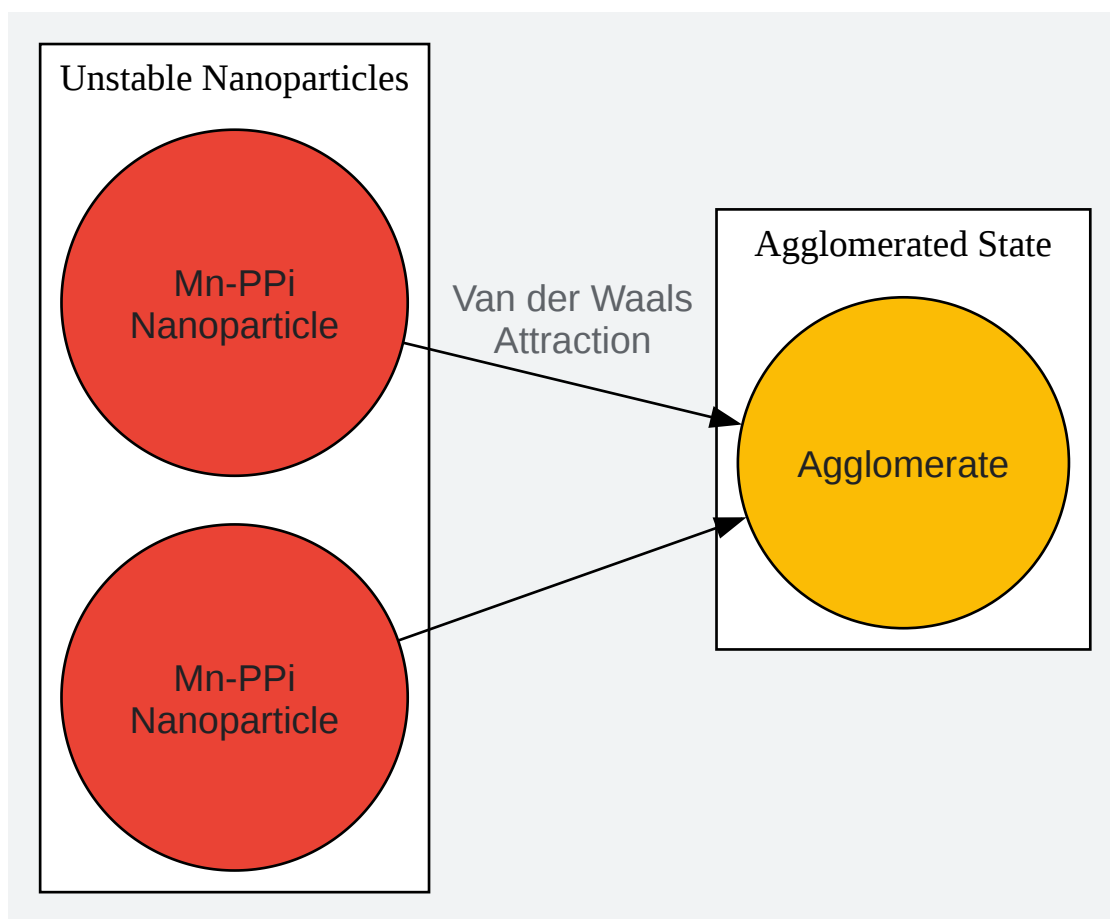 Unstable Nanoparticles
Mn-PPi
Nanoparticle
Mn-PPi
Nanoparticle
Van der Waals
Attraction
Agglomerated State
Agglomerate